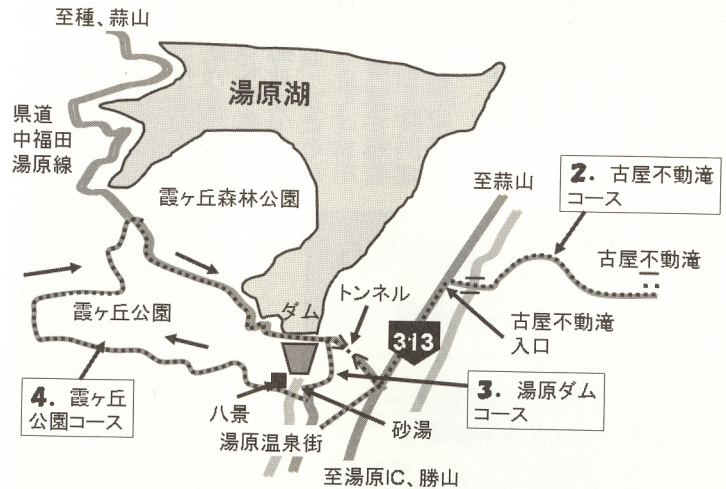 至種、蒜山
湯原湖
県道
中福田
湯原線
霞ヶ丘森林公園
至蒜山
2. 古屋不動滝
コース
古屋不動滝
ダム
トンネル
霞ヶ丘公園
古屋不動滝
入口
313
4. 霞ヶ丘
公園コース
3. 湯原ダム
コース
八景
砂湯
湯原温泉街
至湯原IC、勝山